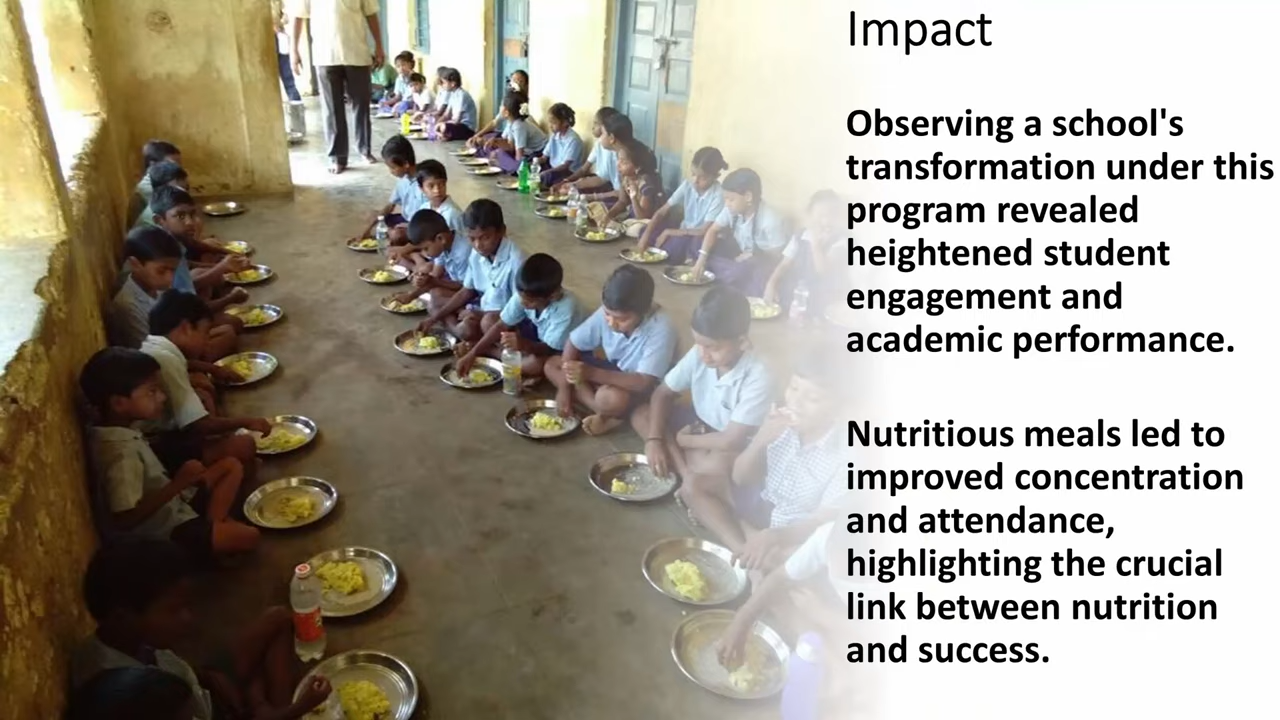 Impact
Observing a school's
transformation under this
program revealed
heightened student
engagement and
academic performance.
Nutritious meals led to
improved concentration
and attendance,
highlighting the crucial
link between nutrition
and success.